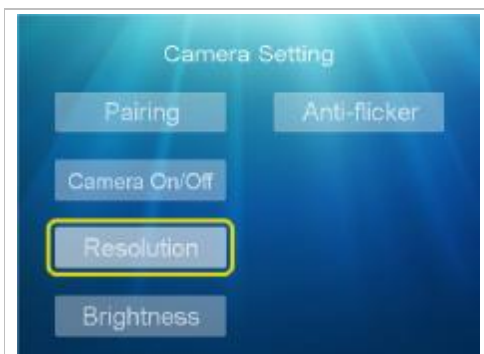 Camera Setting
Pairing
Anti-flicker
Camera On/Off
Resolution
Brightness